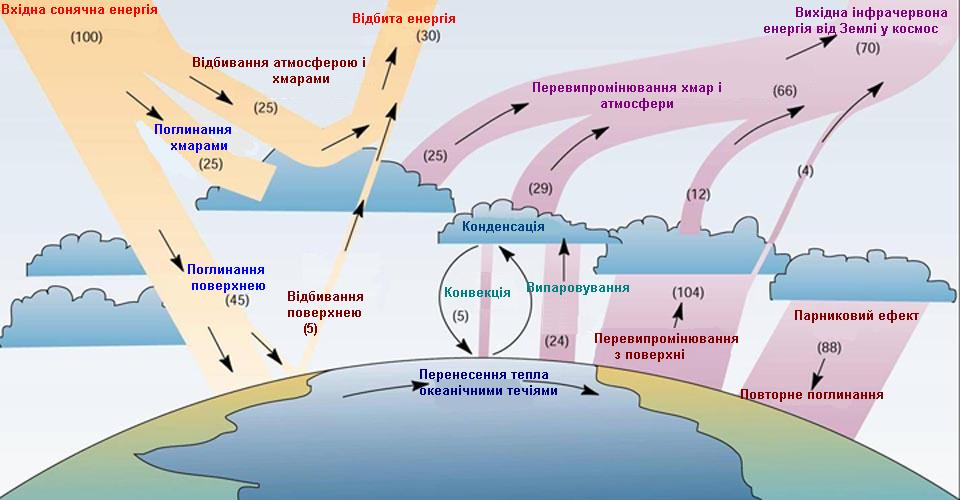 Вхідна сонячна енергія
(100)
Відбита енергія
(30)
Вихідна інфрачервона
енергія від Землі у космос
(70)
Відбивання атмосферою і
хмарами
(25)
Поглинання
хмарами
(25)
Перевипромінювання хмар і
атмосфери
(66)
(25)
(29)
(12)
(4)
Конденсація
Поглинання
поверхнею
(45)
Відбивання
поверхнею
(5)
Конвекція
(5)
Випаровування
(24)
(104)
Перевипромінювання
з поверхні
Парниковий ефект
(88)
Повторне поглинання
Перенесення тепла
океанічними течіями